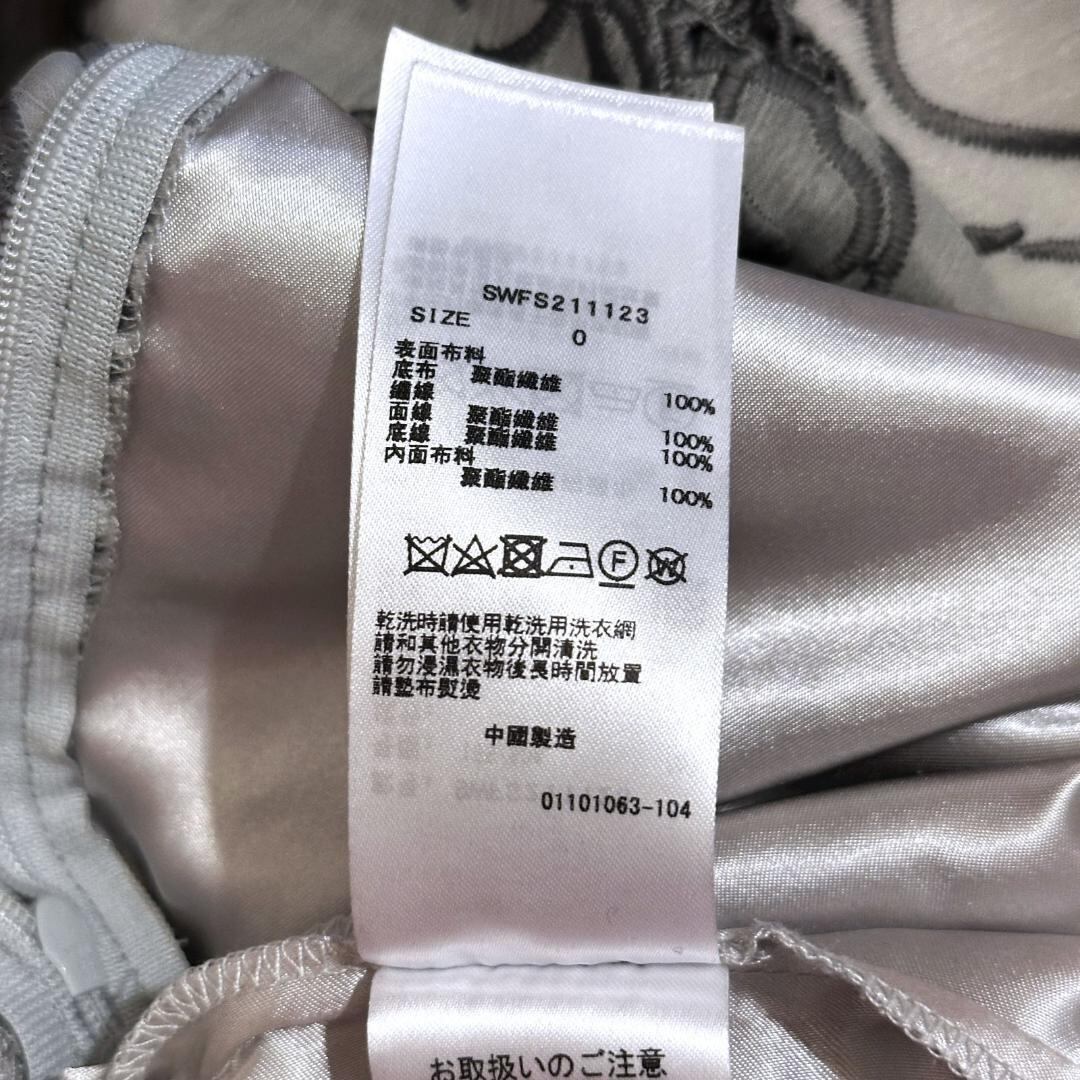 SWFS211123
SIZE 0
表面布料
底布 聚酯纖維 100%
繡線
面線 聚酯纖維 100%
底線 聚酯纖維 100%
內面布料
聚酯纖維 100%
F
W
乾洗時請使用乾洗用洗衣網
請和其他衣物分開清洗
請勿浸濕衣物後長時間放置
請墊布熨燙
中國製造
01101063-104
お取扱いのご注意